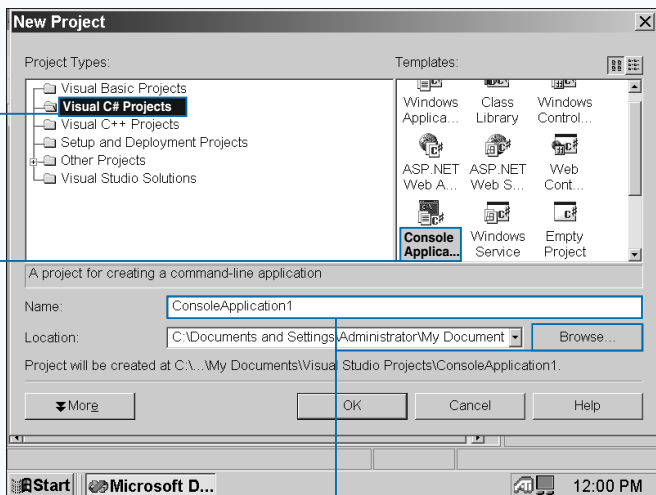 New Project
Project Types:
Templates:
Visual Basic Projects
Visual C# Projects
Visual C++ Projects
Setup and Deployment Projects
Other Projects
Visual Studio Solutions
Windows Applica...
Class Library
Windows Control...
ASP.NET Web A...
ASP.NET Web S...
Web Cont...
Console Applica...
Windows Service
Empty Project
A project for creating a command-line application
Name:
ConsoleApplication1
Location:
C:\Documents and Settings\Administrator\My Document
Browse...
Project will be created at C:\...\My Documents\Visual Studio Projects\ConsoleApplication1.
More
OK
Cancel
Help
Start
Microsoft D...
12:00 PM